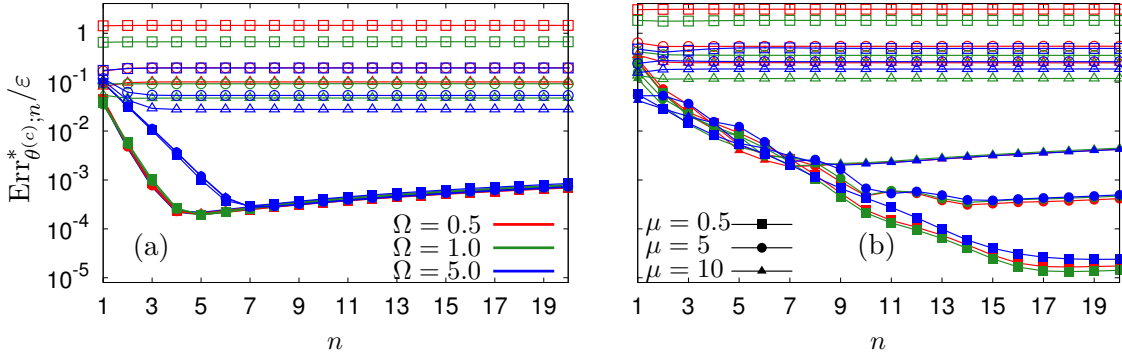 Err*θ(c);n/ε
1
10-1
10-2
10-3
10-4
10-5
(a)
Ω = 0.5
Ω = 1.0
Ω = 5.0
1 3 5 7 9 11 13 15 17 19
n
μ = 0.5
μ = 5
μ = 10
(b)
1 3 5 7 9 11 13 15 17 19
n